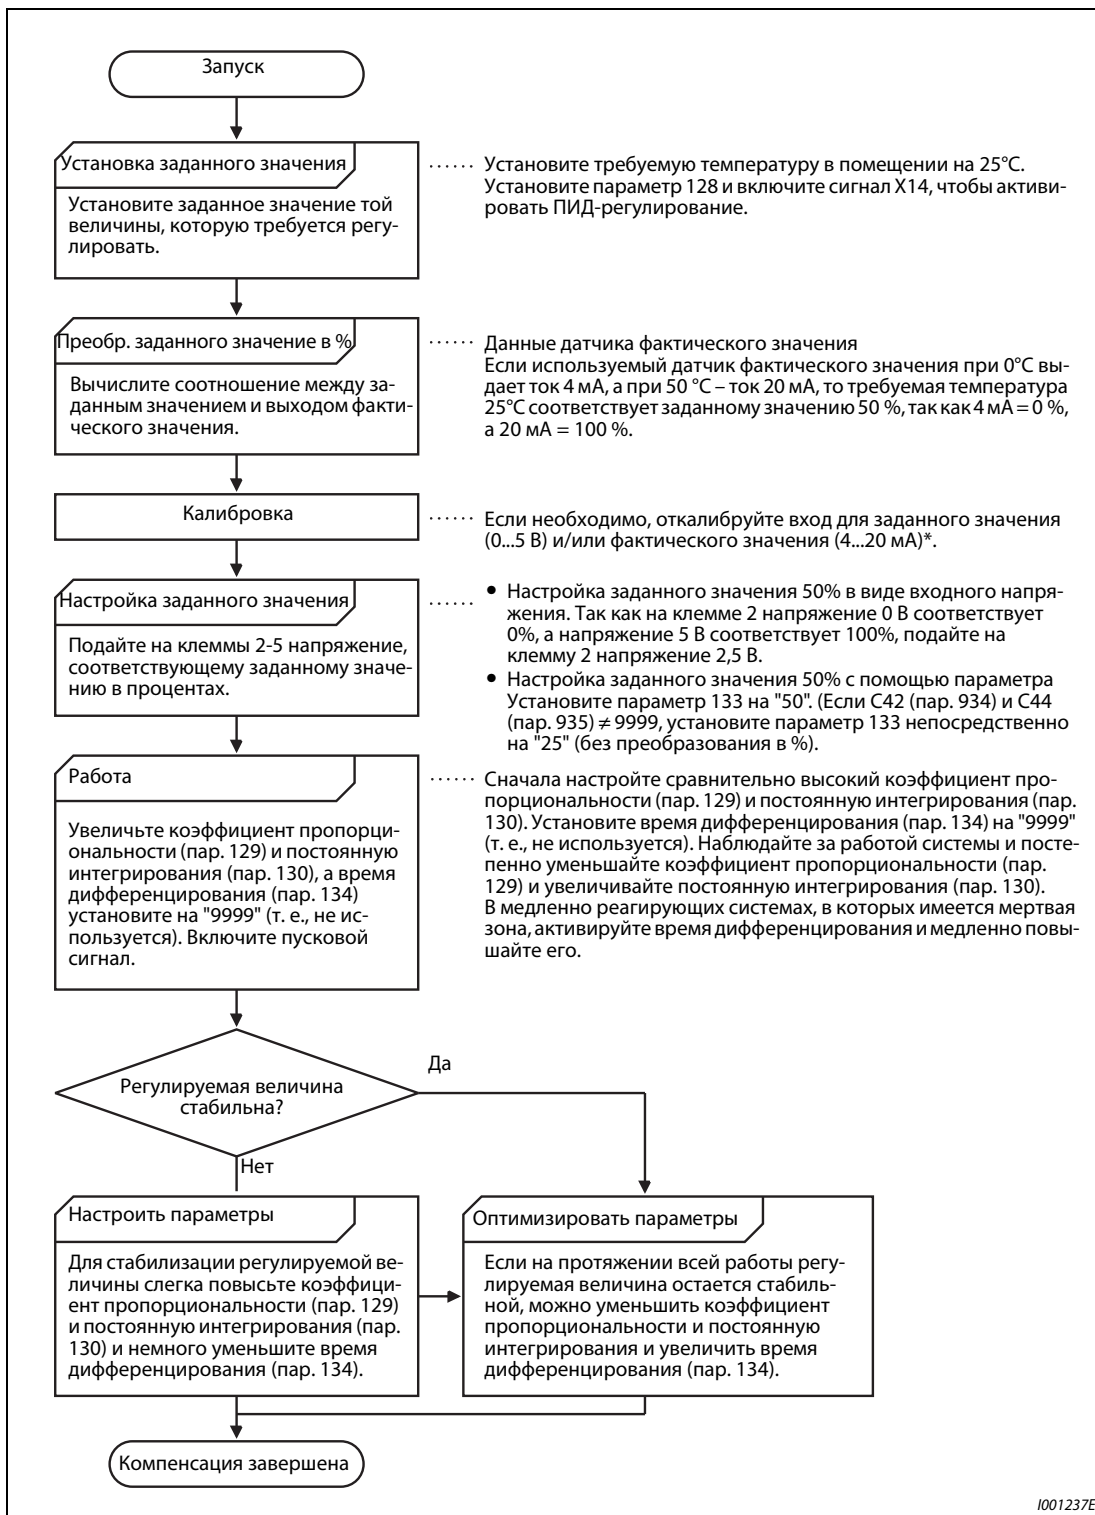 Запуск
Установка заданного значения
Установите заданное значение той
величины, которую требуется регу-
лировать.
...... Установите требуемую температуру в помещении на 25°C.
Установите параметр 128 и включите сигнал X14, чтобы активи-
ровать ПИД-регулирование.
Преобр. заданного значение в %
Вычислите соотношение между за-
данным значением и выходом факти-
ческого значения.
...... Данные датчика фактического значения
Если используемый датчик фактического значения при 0°C вы-
дает ток 4 мА, а при 50 °C – ток 20 мА, то требуемая температура
25°C соответствует заданному значению 50 %, так как 4 мА = 0 %,
а 20 мА = 100 %.
Калибровка
...... Если необходимо, откалибруйте вход для заданного значения
(0...5 В) и/или фактического значения (4...20 мА)*.
Настройка заданного значения
Подайте на клеммы 2-5 напряжение,
соответствующему заданному значе-
нию в процентах.
...... ● Настройка заданного значения 50% в виде входного напря-
жения. Так как на клемме 2 напряжение 0 В соответствует
0%, а напряжение 5 В соответствует 100%, подайте на
клемму 2 напряжение 2,5 В.
● Настройка заданного значения 50% с помощью параметра
Установите параметр 133 на "50". (Если C42 (пар. 934) и C44
(пар. 935) ≠ 9999, установите параметр 133 непосредственно
на "25" (без преобразования в %).
Работа
Увеличьте коэффициент пропорци-
ональности (пар. 129) и постоянную
интегрирования (пар. 130), а время
дифференцирования (пар. 134)
установите на "9999" (т. е., не ис-
пользуется). Включите пусковой
сигнал.
...... Сначала настройте сравнительно высокий коэффициент про-
порциональности (пар. 129) и постоянную интегрирования (пар.
130). Установите время дифференцирования (пар. 134) на "9999"
(т. е., не используется). Наблюдайте за работой системы и посте-
пенно уменьшайте коэффициент пропорциональности (пар.
129) и увеличивайте постоянную интегрирования (пар. 130).
В медленно реагирующих системах, в которых имеется мертвая
зона, активируйте время дифференцирования и медленно повы-
шайте его.
Регулируемая величина
стабильна?
Да
Нет
Настроить параметры
Для стабилизации регулируемой ве-
личины слегка повысьте коэффици-
ент пропорциональности (пар. 129)
и постоянную интегрирования (пар.
130) и немного уменьшите время
дифференцирования (пар. 134).
Оптимизировать параметры
Если на протяжении всей работы регу-
лируемая величина остается стабиль-
ной, можно уменьшить коэффициент
пропорциональности и постоянную
интегрирования и увеличить время
дифференцирования (пар. 134).
Компенсация завершена
I001237E